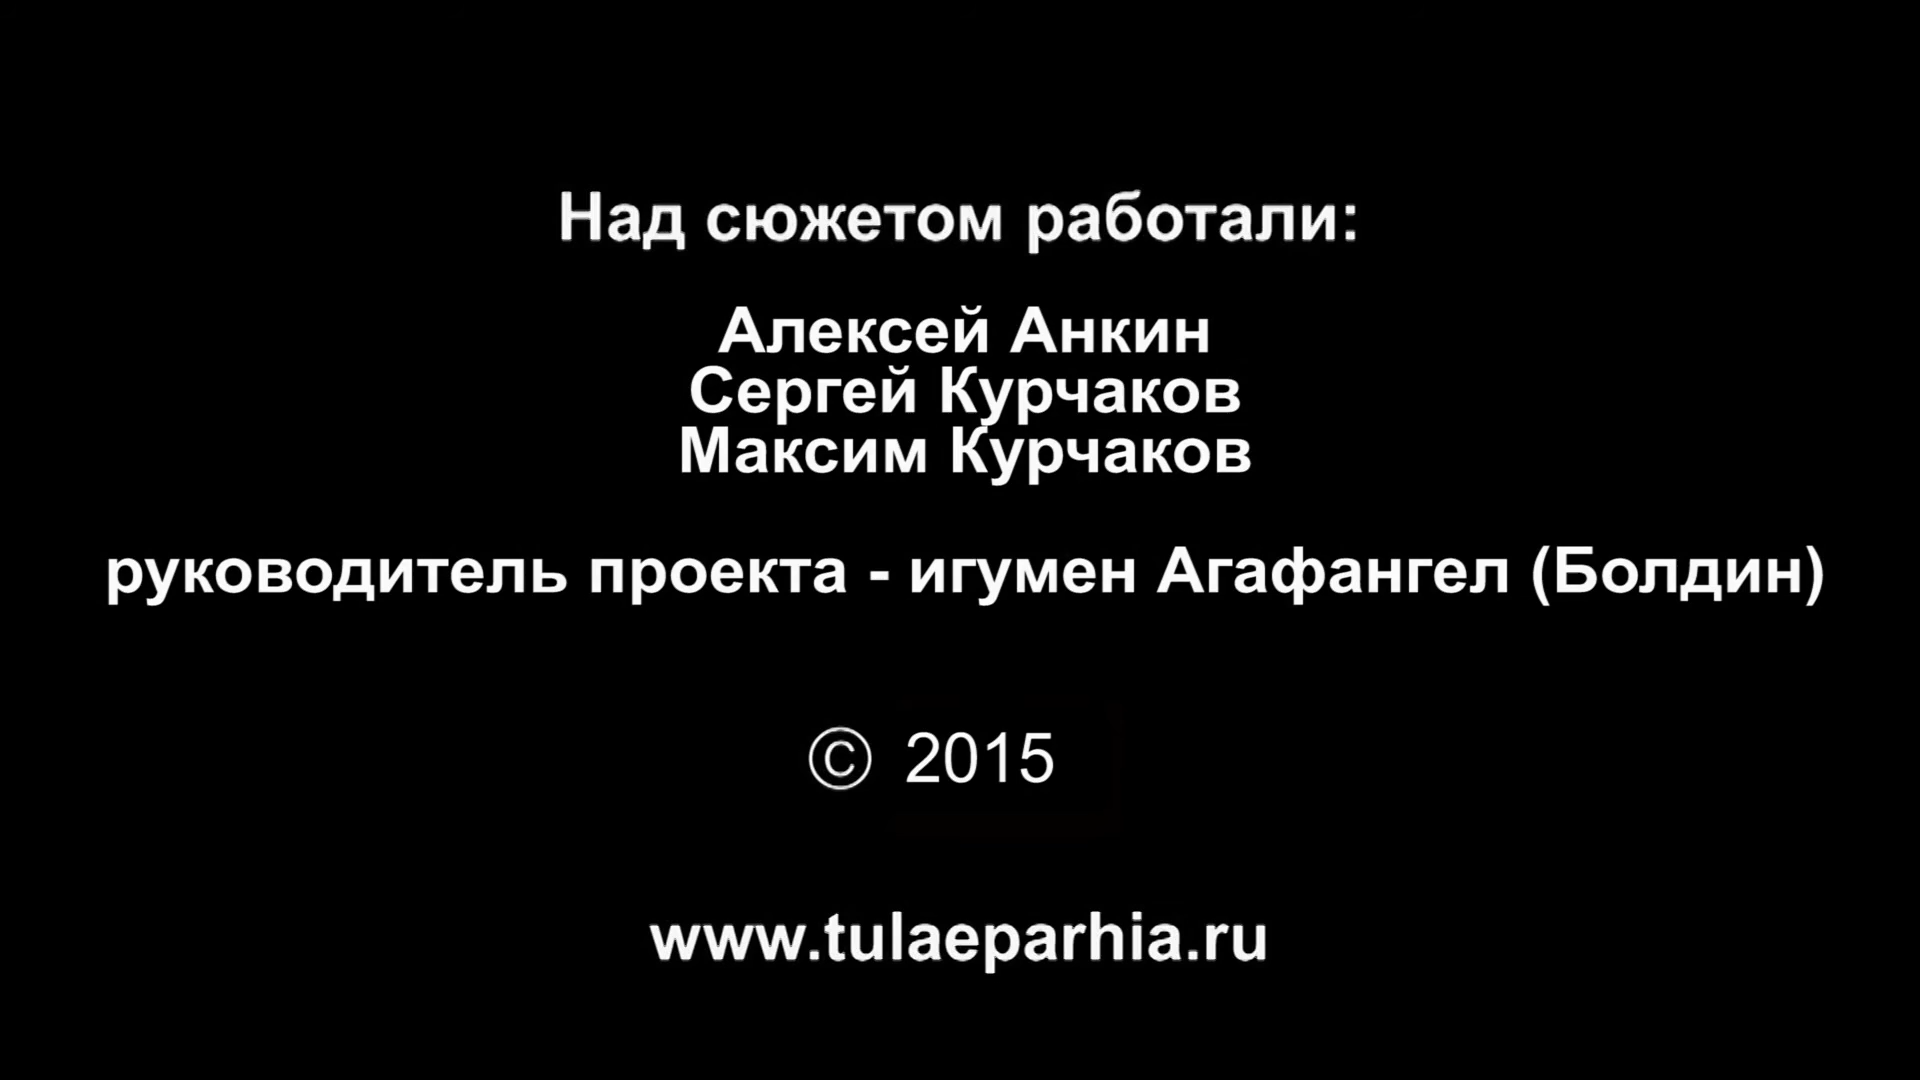 Над сюжетом работали:
Алексей Анкин
Сергей Курчаков
Максим Курчаков
руководитель проекта - игумен Агафангел (Болдин)
© 2015
www.tulaeparhia.ru